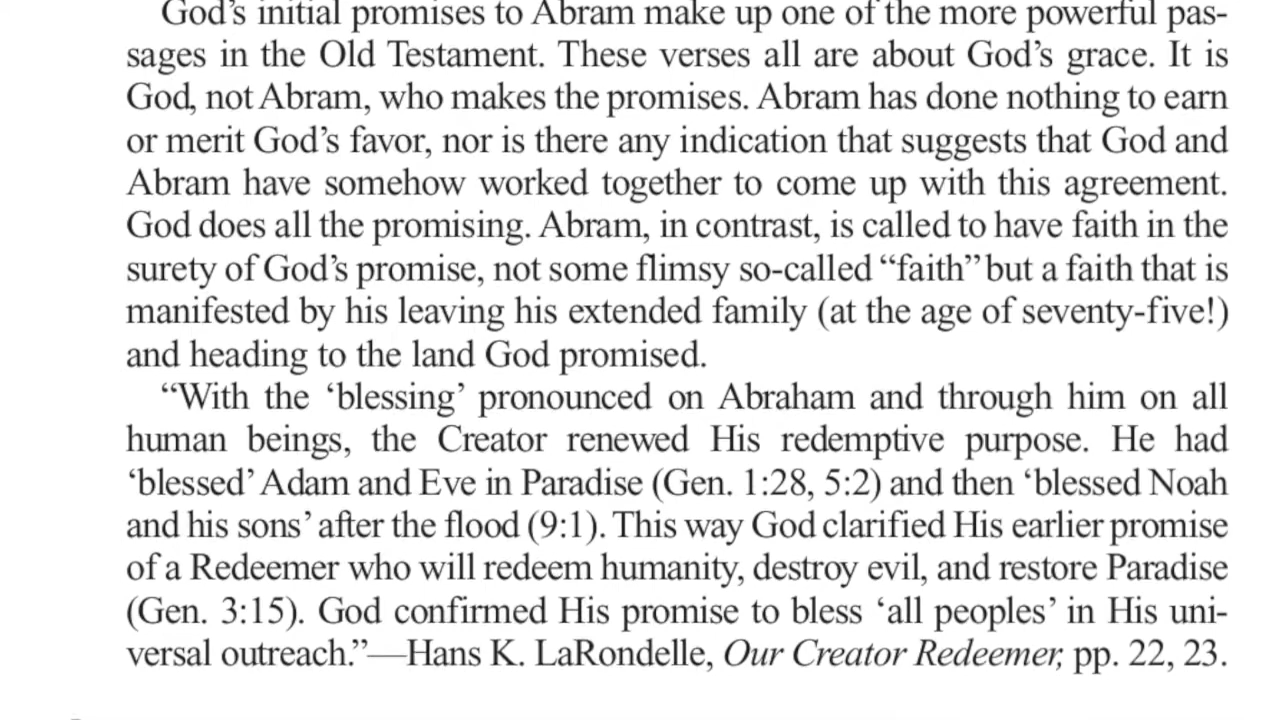 God’s initial promises to Abram make up one of the more powerful pas-
sages in the Old Testament. These verses all are about God’s grace. It is
God, not Abram, who makes the promises. Abram has done nothing to earn
or merit God’s favor, nor is there any indication that suggests that God and
Abram have somehow worked together to come up with this agreement.
God does all the promising. Abram, in contrast, is called to have faith in the
surety of God’s promise, not some flimsy so-called “faith” but a faith that is
manifested by his leaving his extended family (at the age of seventy-five!)
and heading to the land God promised.
“With the ‘blessing’ pronounced on Abraham and through him on all
human beings, the Creator renewed His redemptive purpose. He had
‘blessed’ Adam and Eve in Paradise (Gen. 1:28, 5:2) and then ‘blessed Noah
and his sons’ after the flood (9:1). This way God clarified His earlier promise
of a Redeemer who will redeem humanity, destroy evil, and restore Paradise
(Gen. 3:15). God confirmed His promise to bless ‘all peoples’ in His uni-
versal outreach.”—Hans K. LaRondelle, Our Creator Redeemer, pp. 22, 23.